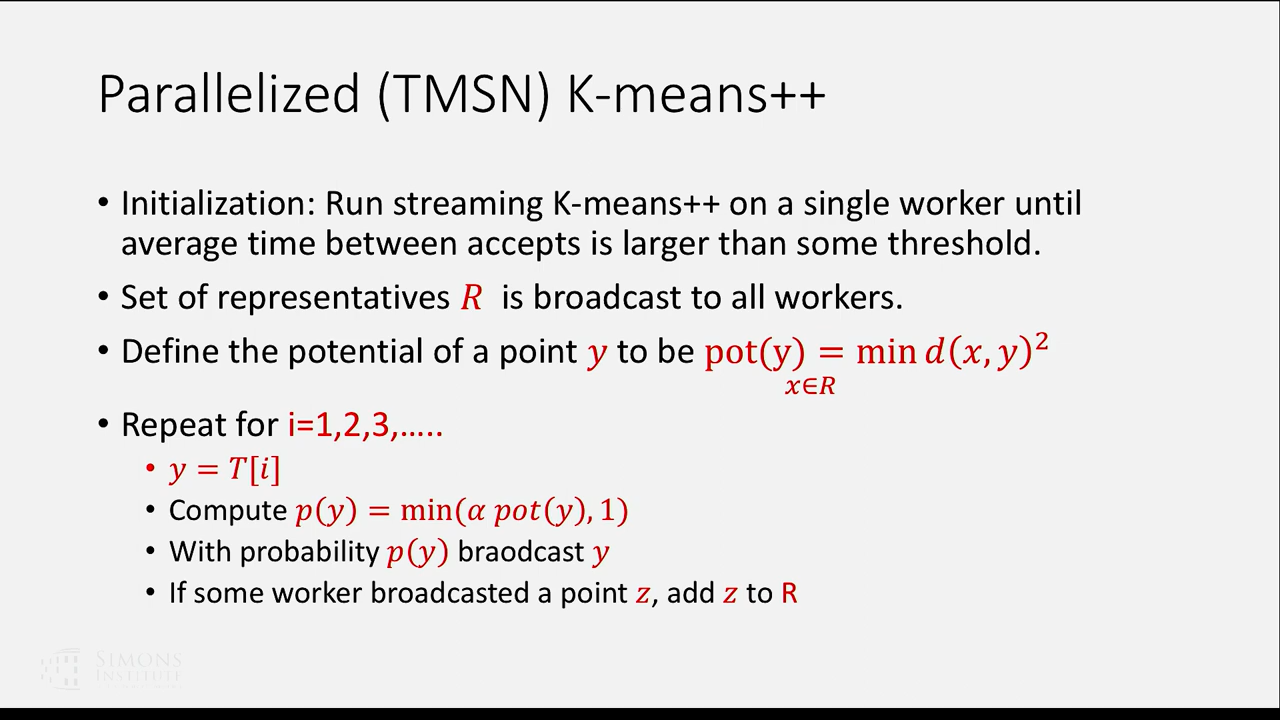 Parallelized (TMSN) K-means++
• Initialization: Run streaming K-means++ on a single worker until
average time between accepts is larger than some threshold.
• Set of representatives R is broadcast to all workers.
• Define the potential of a point y to be pot(y) = min d(x, y)²
x∈R
• Repeat for i=1,2,3,…..
• y = T[i]
• Compute p(y) = min(α pot(y), 1)
• With probability p(y) braodcast y
• If some worker broadcasted a point z, add z to R
SIMONS
INSTITUTE